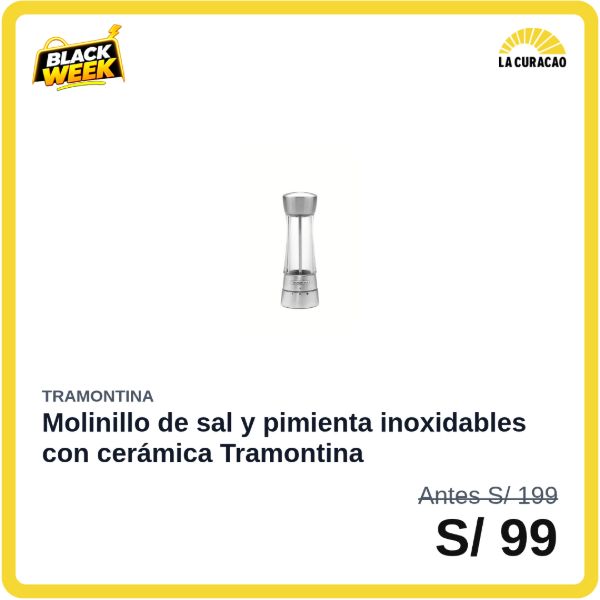 BLACK
WEEK
LA CURACAO
TRAMONTINA
Molinillo de sal y pimienta inoxidables
con cerámica Tramontina
Antes S/ 199
S/ 99